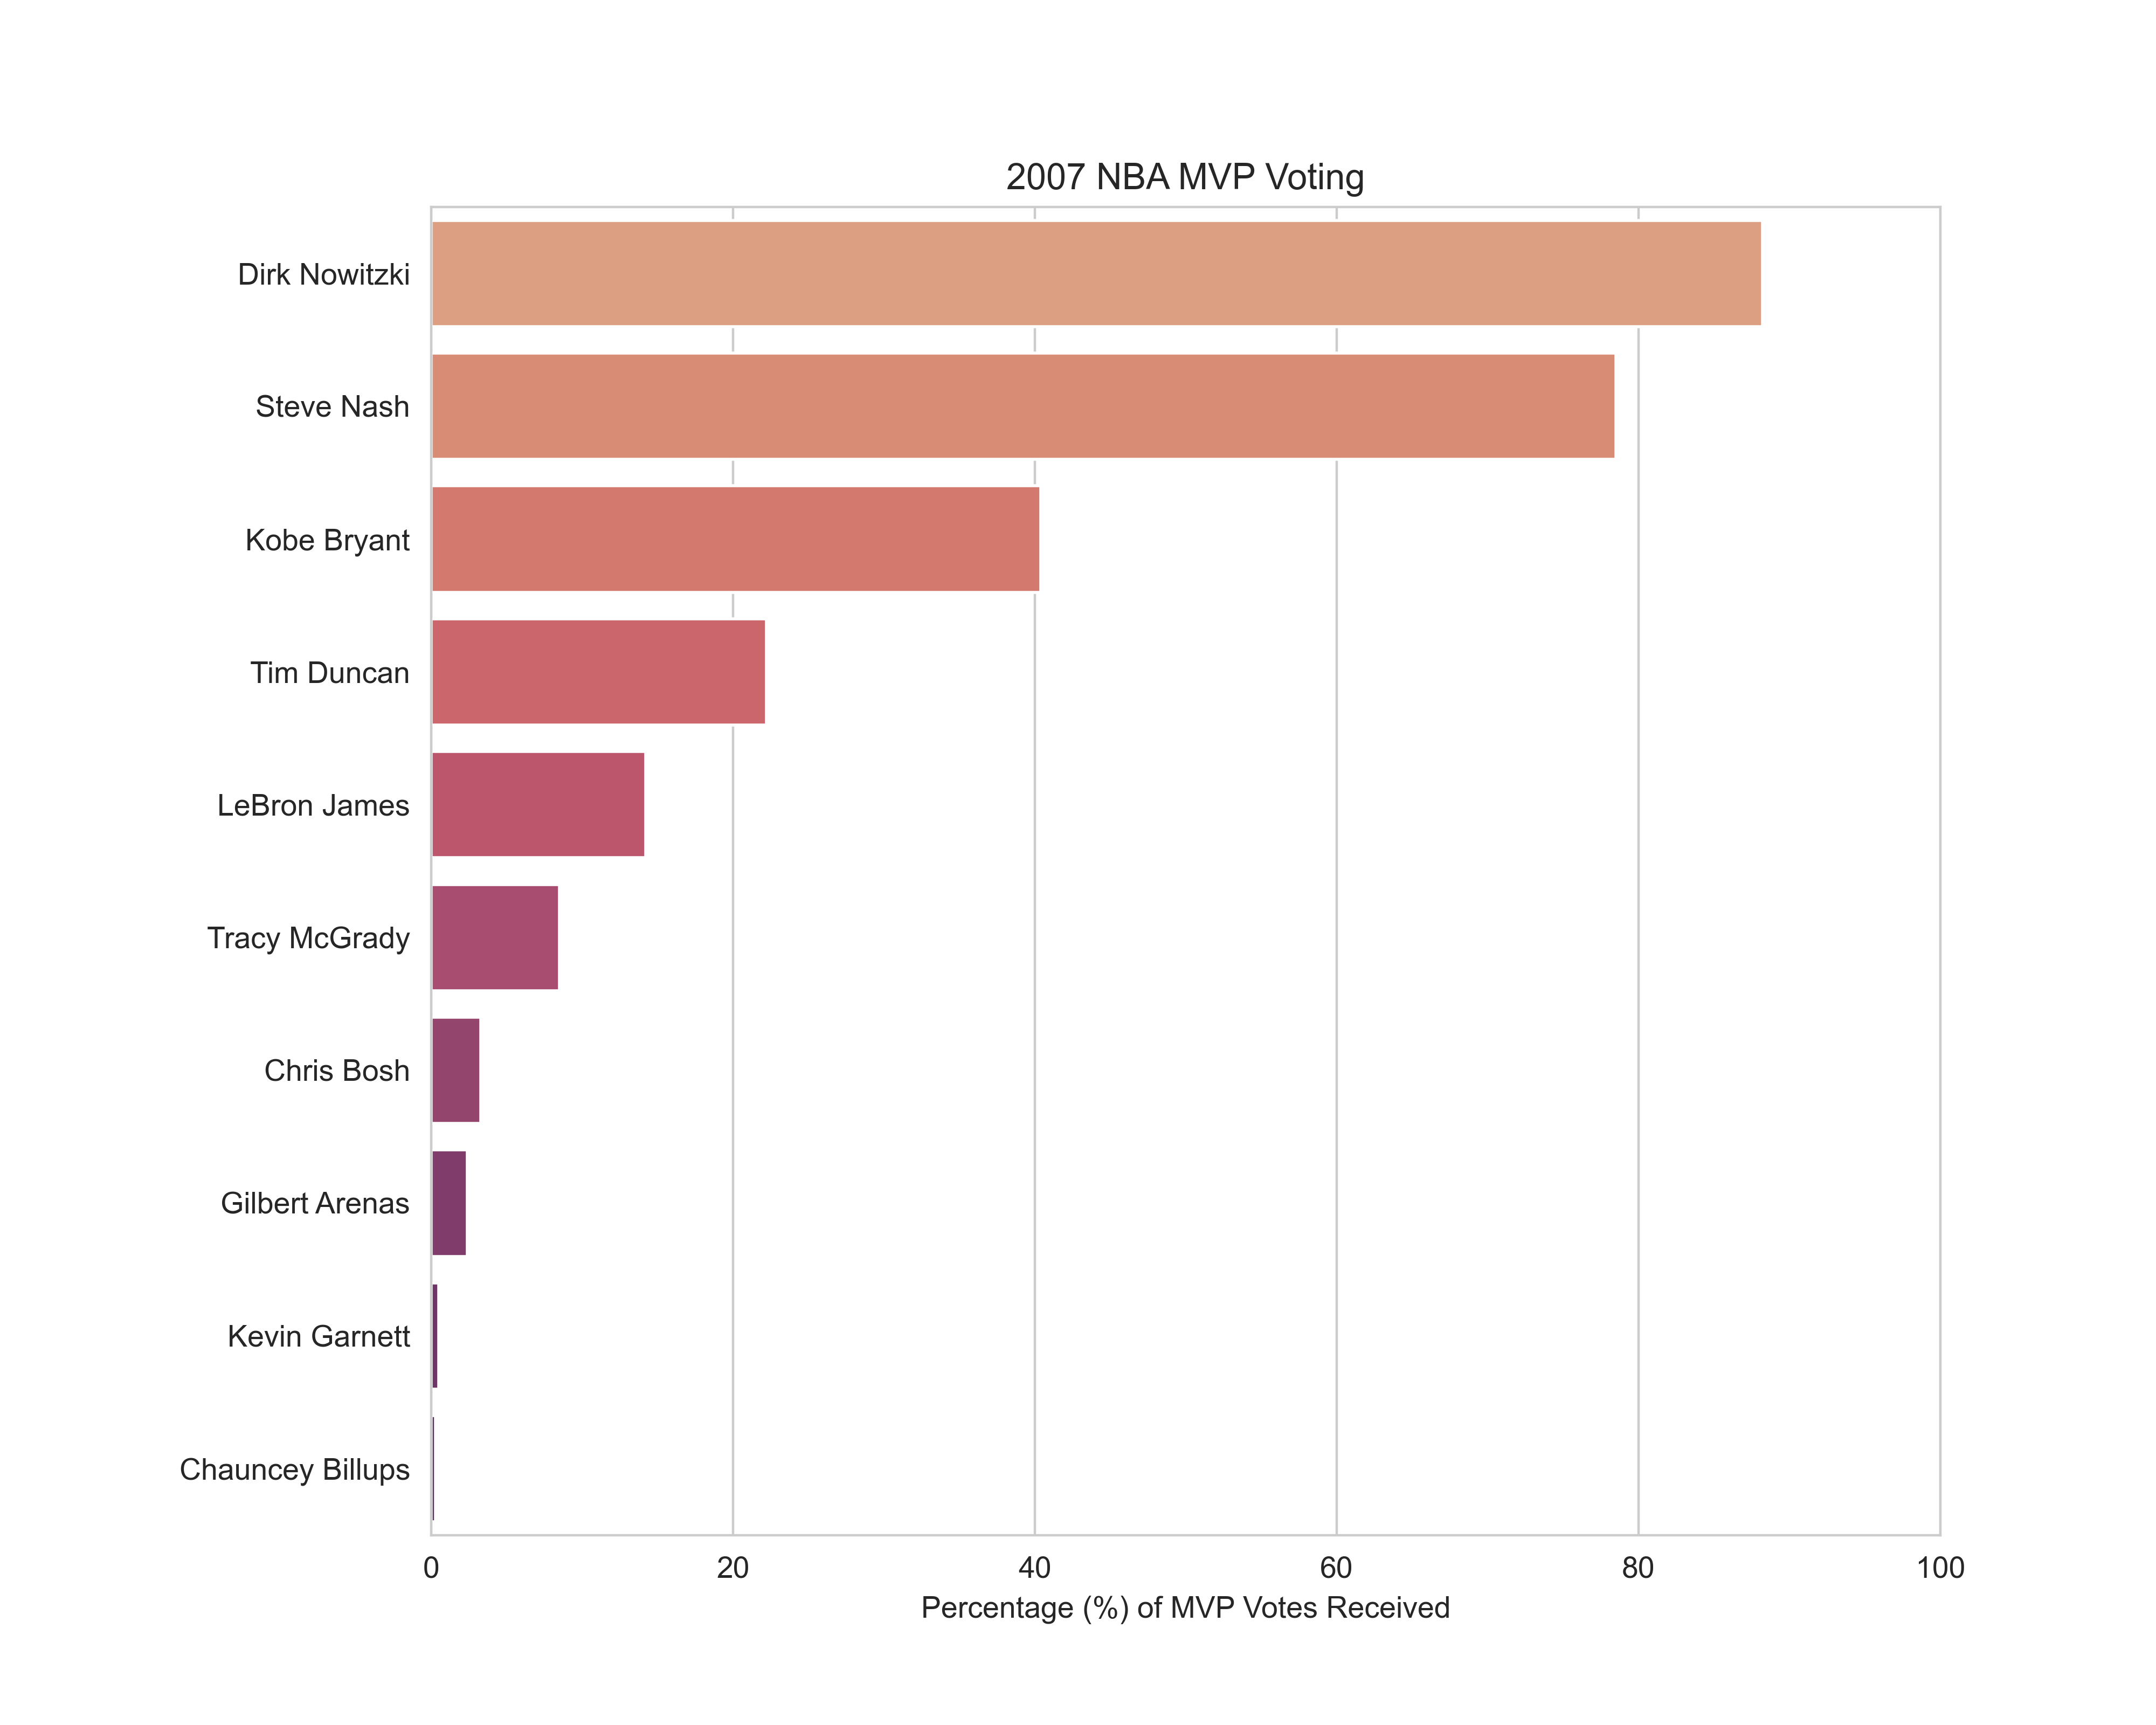 2007 NBA MVP Voting
Dirk Nowitzki
Steve Nash
Kobe Bryant
Tim Duncan
LeBron James
Tracy McGrady
Chris Bosh
Gilbert Arenas
Kevin Garnett
Chauncey Billups
0 20 40 60 80 100
Percentage (%) of MVP Votes Received